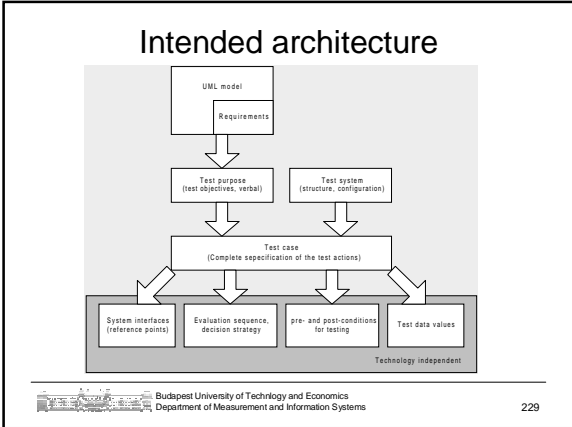 Intended architecture
UML model
Requirements
Test purpose
(test objectives, verbal)
Test system
(structure, configuration)
Test case
(Complete sepecification of the test actions)
System interfaces
(reference points)
Evaluation sequence,
decision strategy
pre- and post-conditions
for testing
Test data values
Technology independent
Budapest University of Technlogy and Economics
Department of Measurement and Information Systems
229